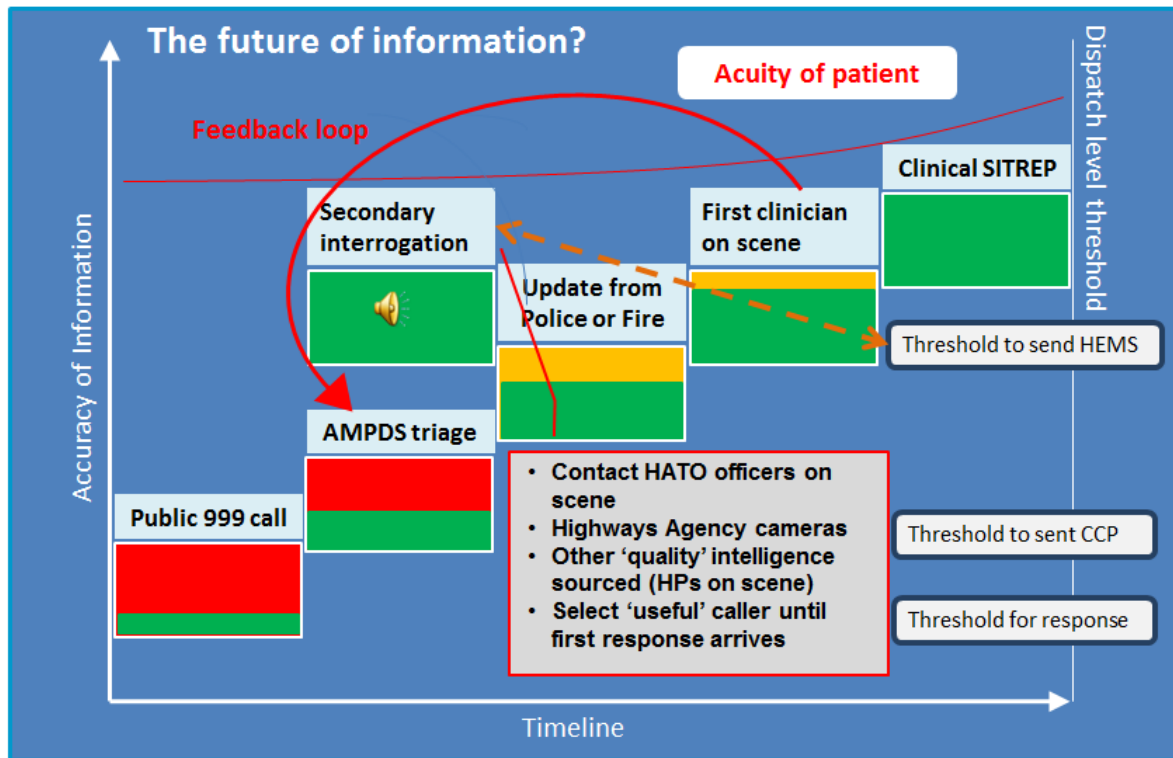 The future of information?
Acuity of patient
Feedback loop
Dispatch level threshold
Accuracy of Information
Clinical SITREP
Secondary
interrogation
First clinician
on scene
Update from
Police or Fire
Threshold to send HEMS
AMPDS triage
Public 999 call
• Contact HATO officers on
scene
• Highways Agency cameras
• Other ‘quality’ intelligence
sourced (HPs on scene)
• Select ‘useful’ caller until
first response arrives
Threshold to sent CCP
Threshold for response
Timeline